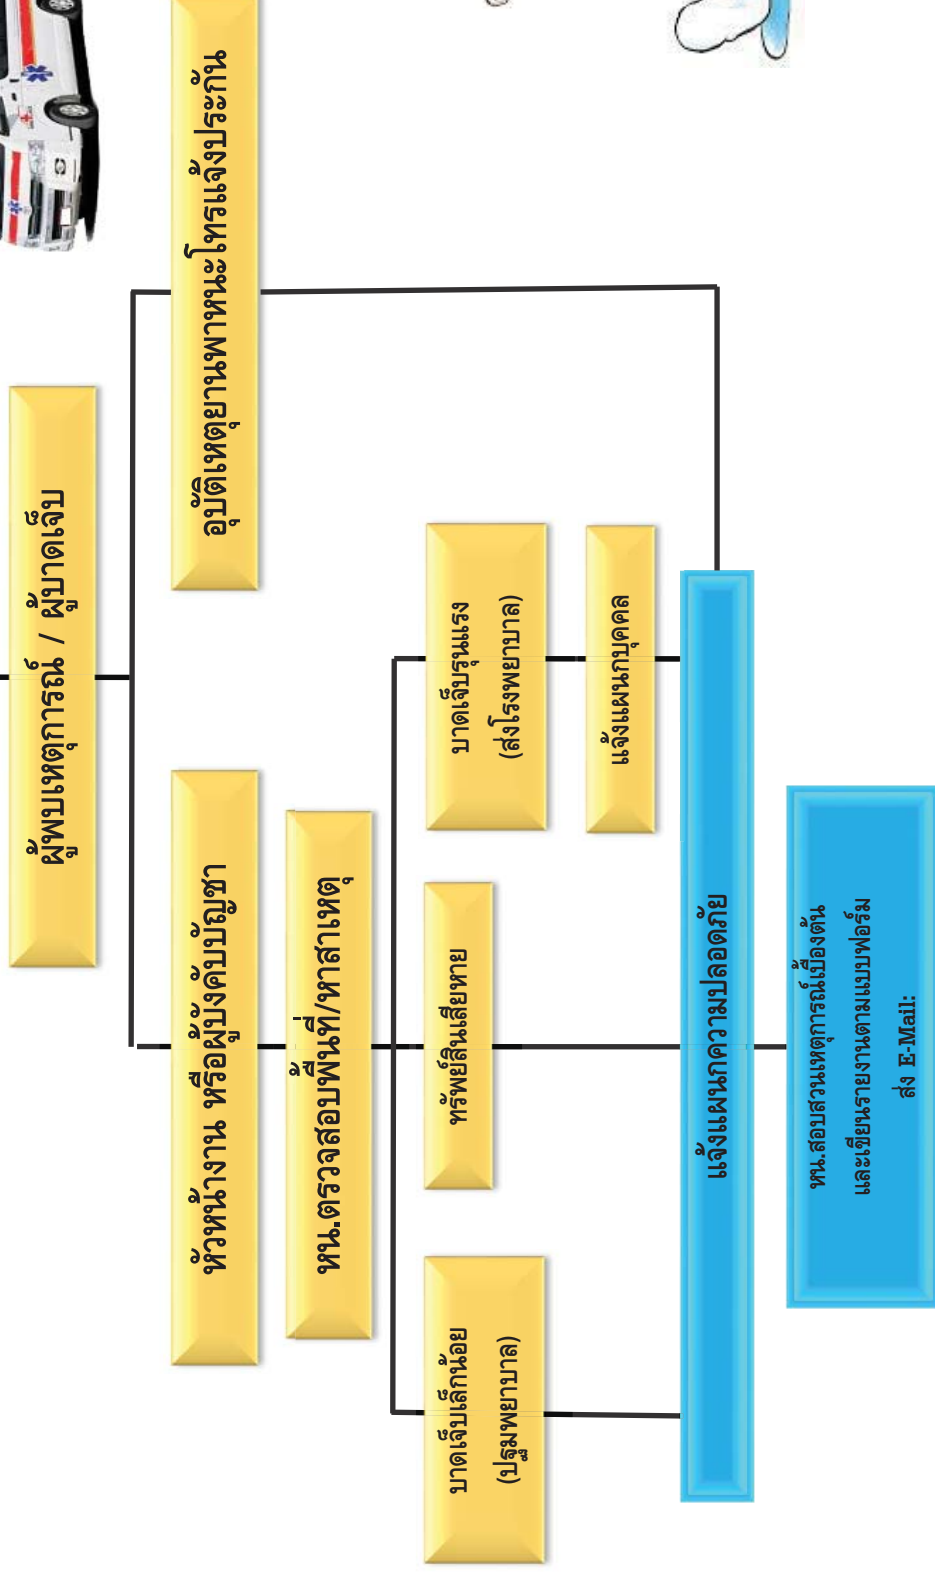 ผู้พบเหตุการณ์ / ผู้บาดเจ็บ
หัวหน้างาน หรือผู้บังคับบัญชา
อุบัติเหตุยานพาหนะโทรแจ้งประกัน
หน.ตรวจสอบพื้นที่/หาสาเหตุ
บาดเจ็บเล็กน้อย
(ปฐมพยาบาล)
ทรัพย์สินเสียหาย
บาดเจ็บรุนแรง
(ส่งโรงพยาบาล)
แจ้งแผนกบุคคล
แจ้งแผนกความปลอดภัย
หน.สอบสวนเหตุการณ์เบื้องต้น
และเขียนรายงานตามแบบฟอร์ม
ส่ง E-Mail: